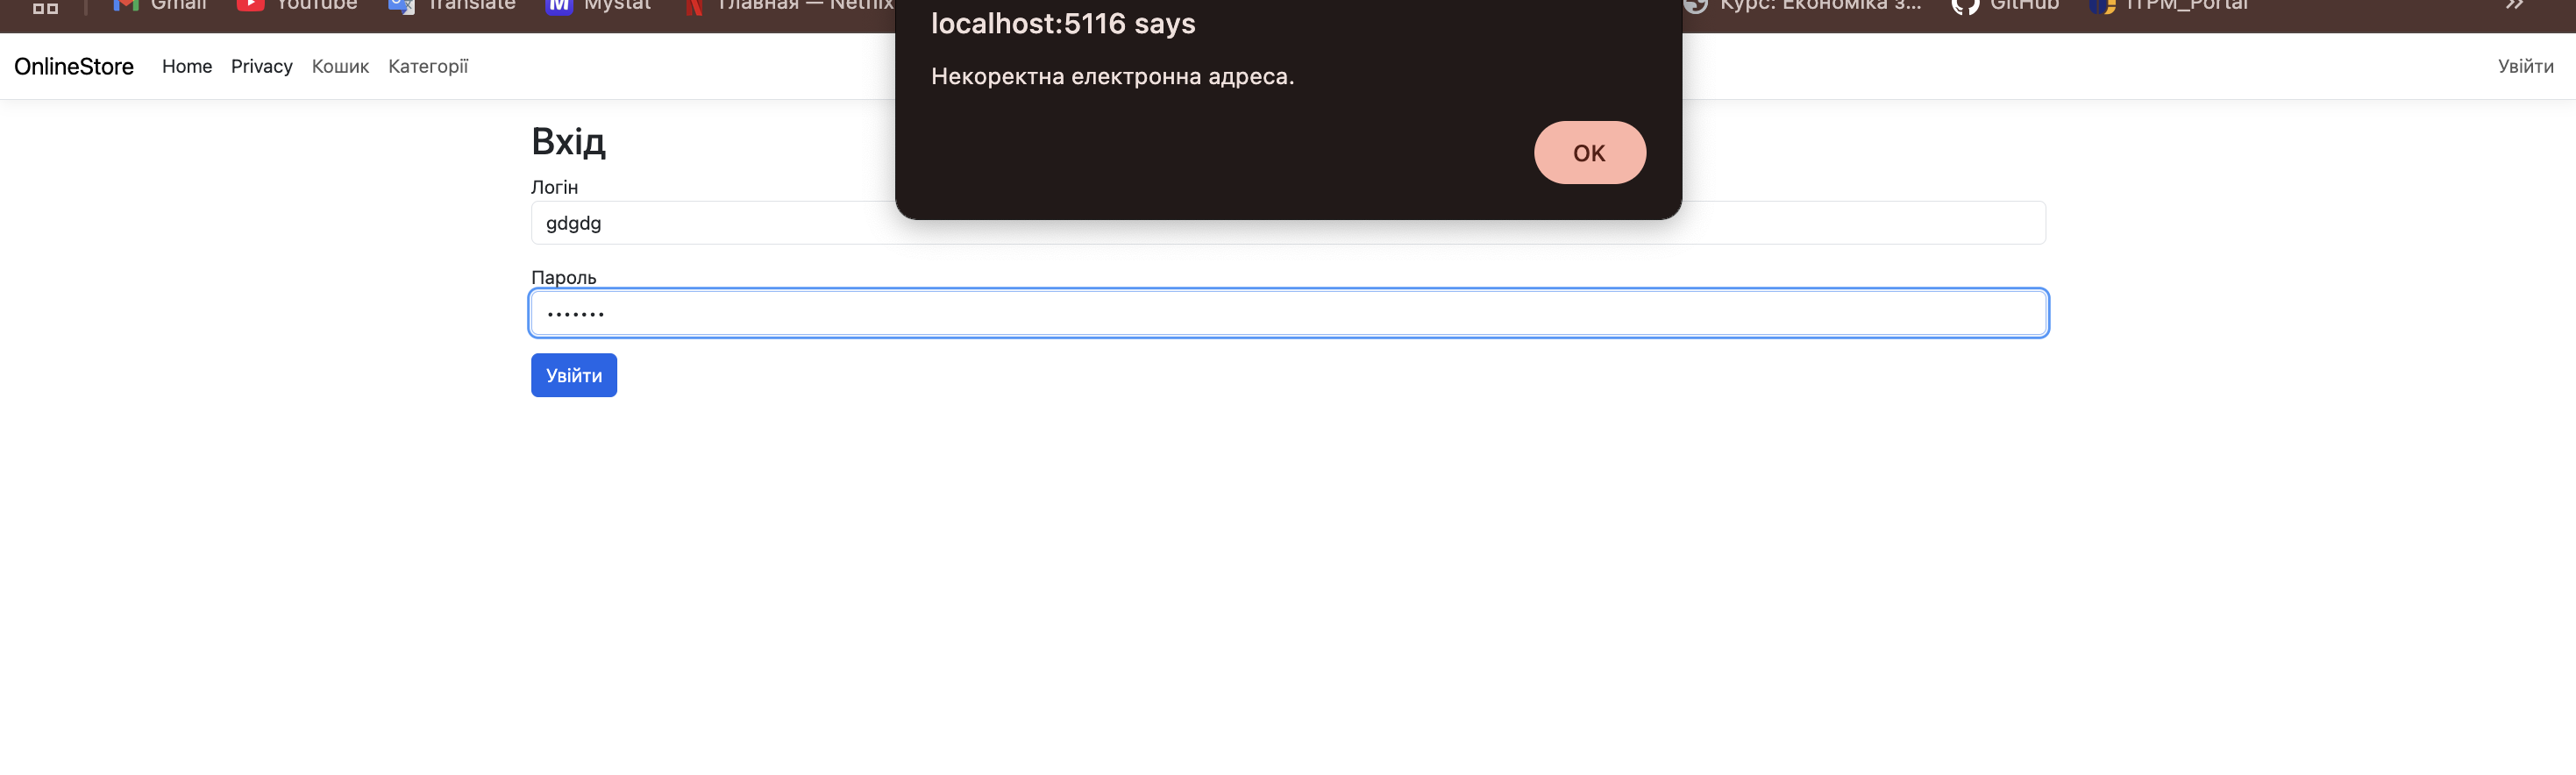 Gmail YouTube Translate Mystat Главная — Netflix Курс: Економіка з... GitHub ITPM_Portal »
localhost:5116 says
Некоректна електронна адреса.
OK
OnlineStore Home Privacy Кошик Категорії Увійти
Вхід
Логін
gdgdg
Пароль
•••••••
Увійти